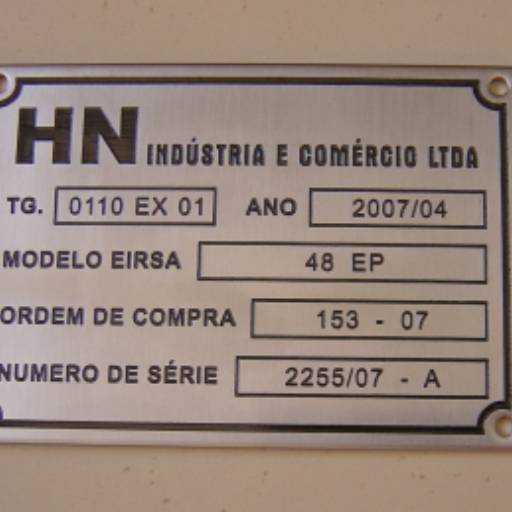 HN INDÚSTRIA E COMÉRCIO LTDA
TG. 0110 EX 01 ANO 2007/04
MODELO EIRSA 48 EP
ORDEM DE COMPRA 153 - 07
NUMERO DE SÉRIE 2255/07 - A